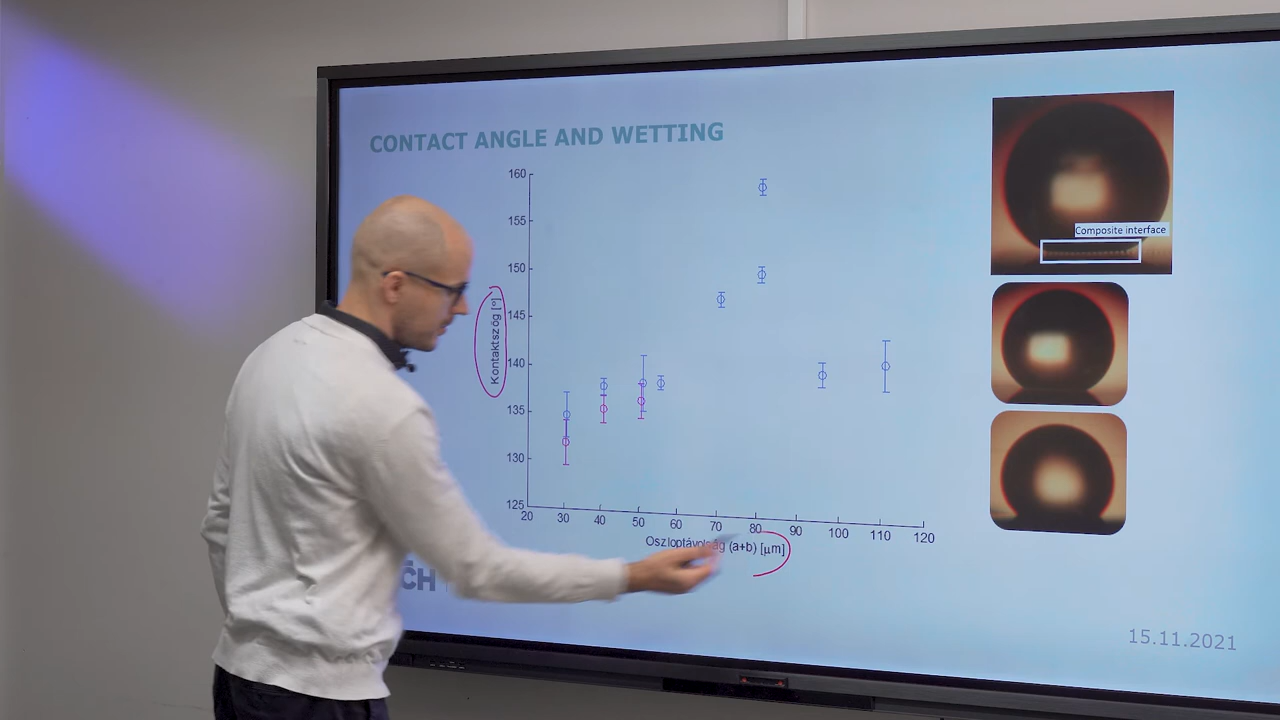 CONTACT ANGLE AND WETTING
160
155
150
145
140
135
130
125
Kontaktszög [º]
20 30 40 50 60 70 80 90 100 110 120
Oszloptávolság (a+b) [μm]
Composite interface
15.11.2021